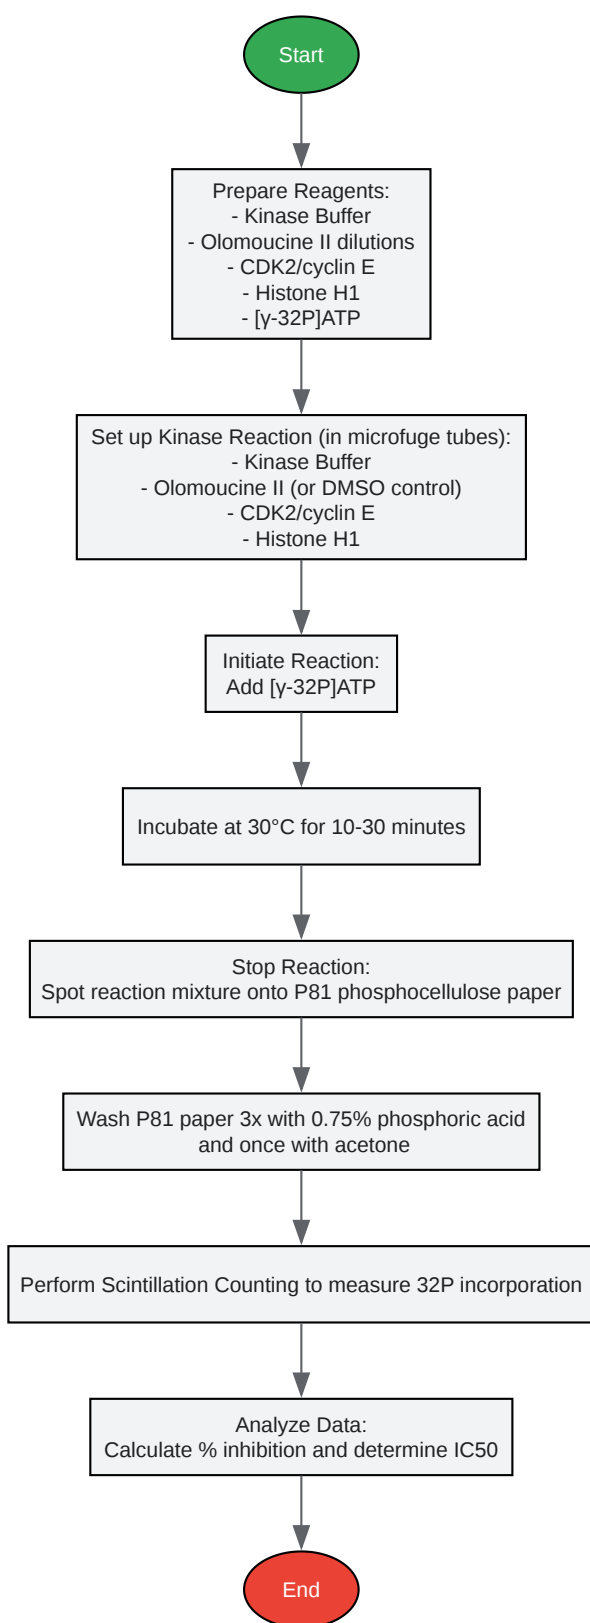 Start
Prepare Reagents:
- Kinase Buffer
- Olomoucine II dilutions
- CDK2/cyclin E
- Histone H1
- [γ-32P]ATP
Set up Kinase Reaction (in microfuge tubes):
- Kinase Buffer
- Olomoucine II (or DMSO control)
- CDK2/cyclin E
- Histone H1
Initiate Reaction:
Add [γ-32P]ATP
Incubate at 30°C for 10-30 minutes
Stop Reaction:
Spot reaction mixture onto P81 phosphocellulose paper
Wash P81 paper 3x with 0.75% phosphoric acid
and once with acetone
Perform Scintillation Counting to measure 32P incorporation
Analyze Data:
Calculate % inhibition and determine IC50
End